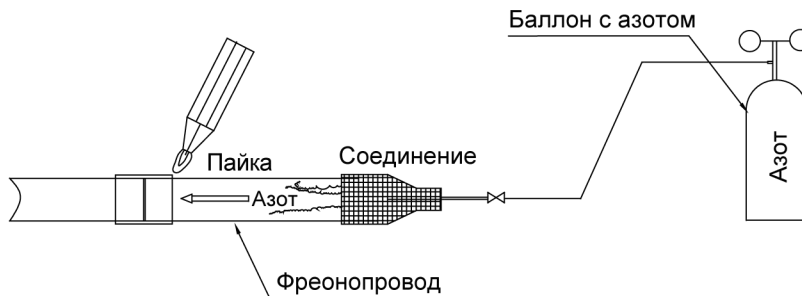 Баллон с азотом
Пайка
Соединение
Азот
Азот
Фреонопровод